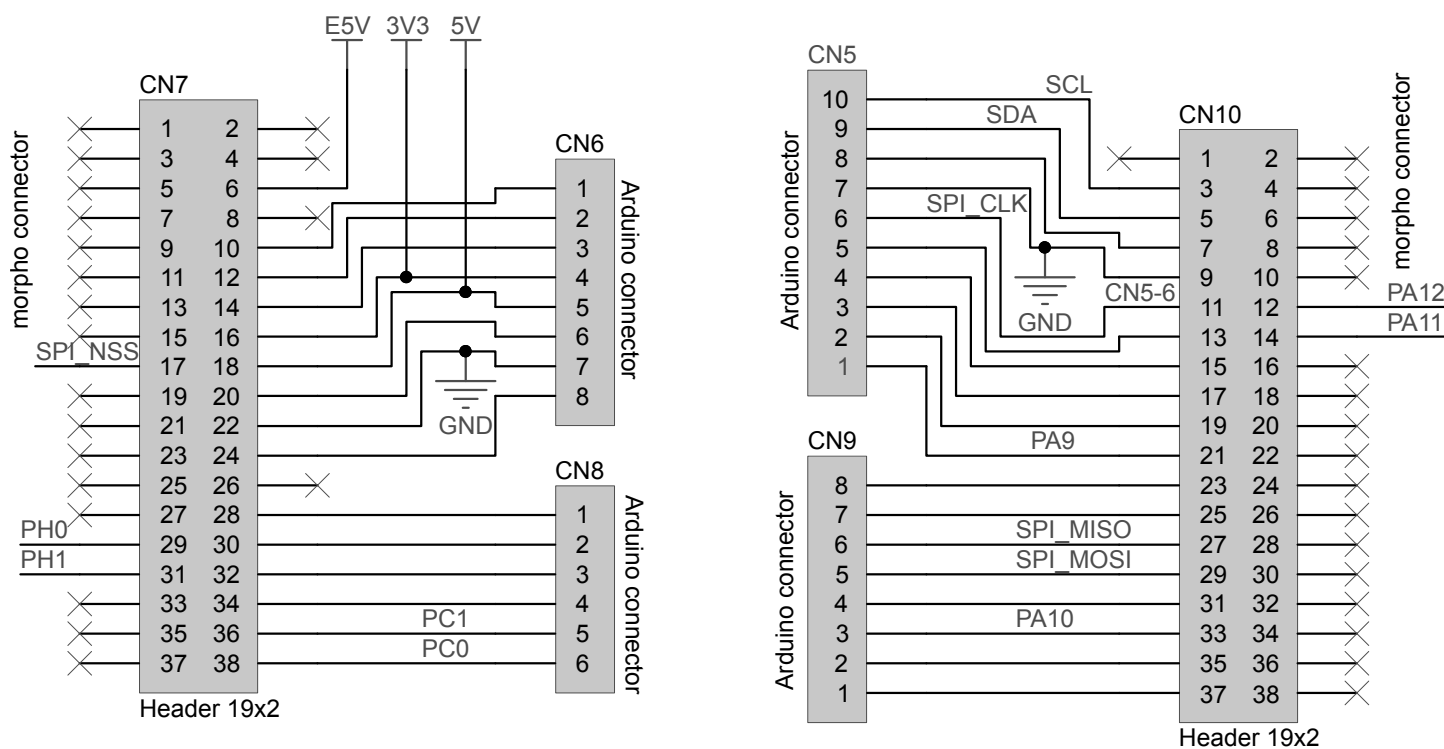 E5V 3V3 5V
CN7
morpho connector
1 2
3 4
5 6
7 8
9 10
11 12
13 14
15 16
SPI_NSS
17 18
19 20
21 22
23 24
25 26
27 28
PH0
29 30
PH1
31 32
33 34
35 36
37 38
Header 19x2
CN6
1
2
3
4
5
6
7
8
Arduino connector
GND
CN8
1
2
3
4
5
6
Arduino connector
PC1
PC0
CN5
Arduino connector
10
9
8
7
6
5
4
3
2
1
SCL
SDA
SPI_CLK
GND
CN5-6
PA9
CN9
Arduino connector
8
7
6
5
4
3
2
1
SPI_MISO
SPI_MOSI
PA10
CN10
morpho connector
1 2
3 4
5 6
7 8
9 10
11 12
PA12
13 14
PA11
15 16
17 18
19 20
21 22
23 24
25 26
27 28
29 30
31 32
33 34
35 36
37 38
Header 19x2